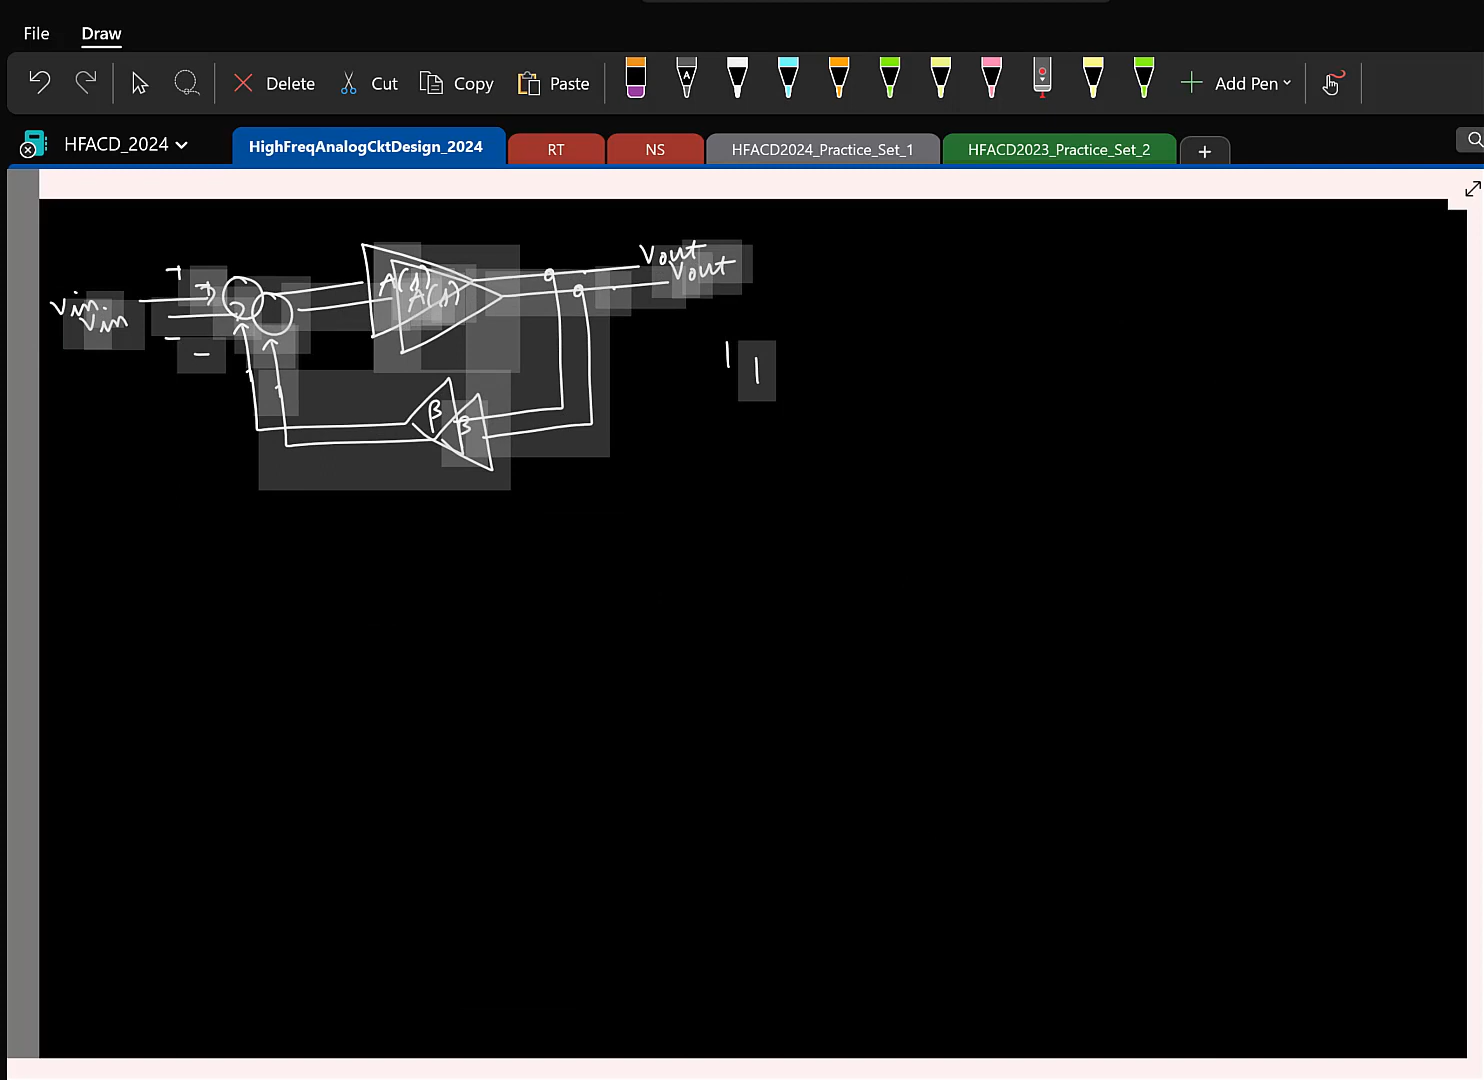 File Draw
Delete Cut Copy Paste A Add Pen
HFACD_2024 HighFreqAnalogCktDesign_2024 RT NS HFACD2024_Practice_Set_1 HFACD2023_Practice_Set_2 +
Vout
Vout
+
+
A(s)
A(s)
Vin
Vin
-
-
β
β